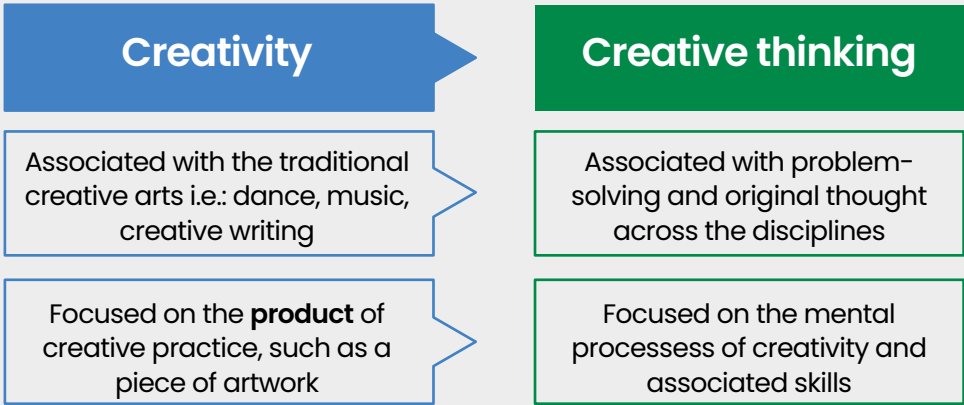 Creativity
Creative thinking
Associated with the traditional
creative arts i.e.: dance, music,
creative writing
Associated with problem-
solving and original thought
across the disciplines
Focused on the product of
creative practice, such as a
piece of artwork
Focused on the mental
processess of creativity and
associated skills